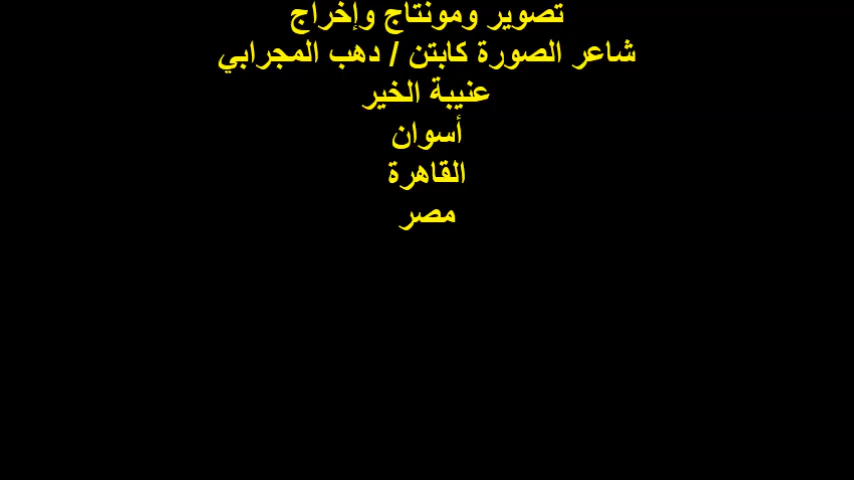 تصوير ومونتاج وإخراج
شاعر الصورة كابتن / دهب المجرابي
عنيبة الخير
أسوان
القاهرة
مصر